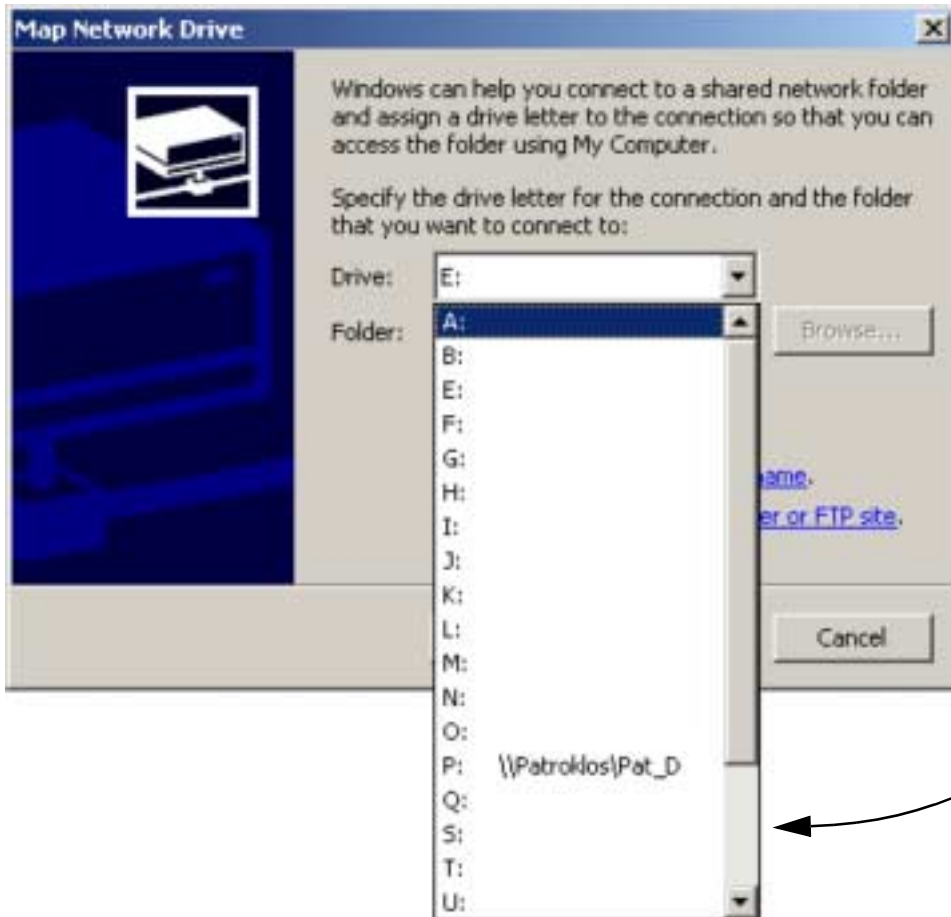 Map Network Drive
Windows can help you connect to a shared network folder
and assign a drive letter to the connection so that you can
access the folder using My Computer.
Specify the drive letter for the connection and the folder
that you want to connect to:
Drive: E:
Folder: A:
Browse...
B:
E:
F:
G:
ame.
H:
er or FTP site.
I:
J:
K:
L:
Cancel
M:
N:
O:
P: \\Patroklos\Pat_D
Q:
S:
T:
U: